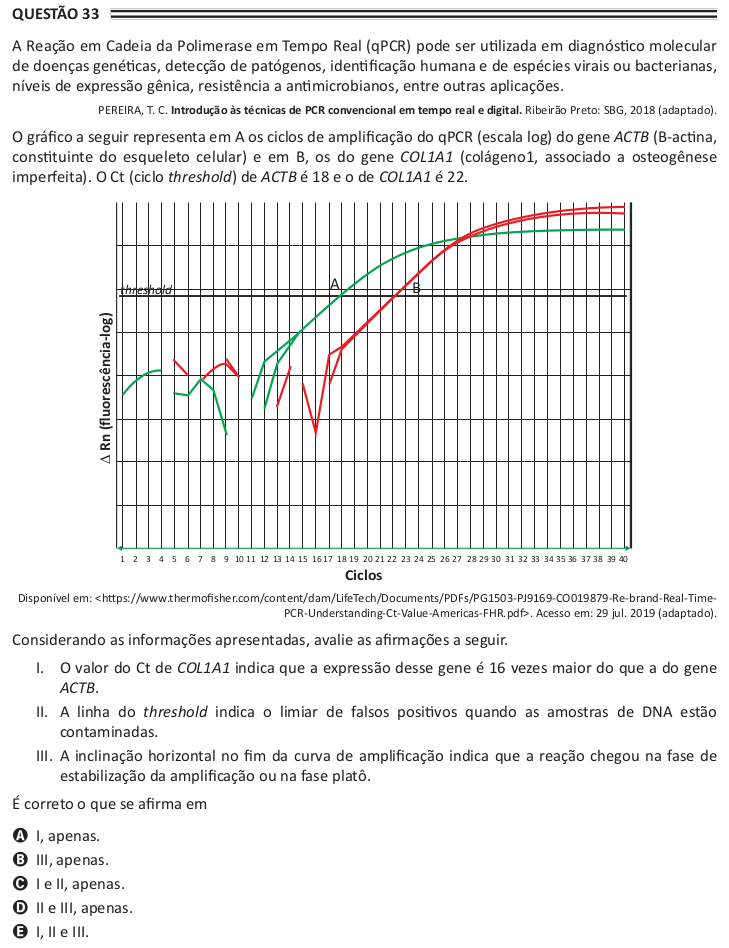 QUESTÃO 33
A Reação em Cadeia da Polimerase em Tempo Real (qPCR) pode ser utilizada em diagnóstico molecular
de doenças genéticas, detecção de patógenos, identificação humana e de espécies virais ou bacterianas,
níveis de expressão gênica, resistência a antimicrobianos, entre outras aplicações.
PEREIRA, T. C. Introdução às técnicas de PCR convencional em tempo real e digital. Ribeirão Preto: SBG, 2018 (adaptado).
O gráfico a seguir representa em A os ciclos de amplificação do qPCR (escala log) do gene ACTB (B-actina,
constituinte do esqueleto celular) e em B, os do gene COL1A1 (colágeno1, associado a osteogênese
imperfeita). O Ct (ciclo threshold) de ACTB é 18 e o de COL1A1 é 22.
threshold
A
B
Δ Rn (fluorescência-log)
1 2 3 4 5 6 7 8 9 10 11 12 13 14 15 16 17 18 19 20 21 22 23 24 25 26 27 28 29 30 31 32 33 34 35 36 37 38 39 40
Ciclos
Disponível em: <https://www.thermofisher.com/content/dam/LifeTech/Documents/PDFs/PG1503-PJ9169-CO019879-Re-brand-Real-Time-
PCR-Understanding-Ct-Value-Americas-FHR.pdf>. Acesso em: 29 jul. 2019 (adaptado).
Considerando as informações apresentadas, avalie as afirmações a seguir.
I. O valor do Ct de COL1A1 indica que a expressão desse gene é 16 vezes maior do que a do gene
ACTB.
II. A linha do threshold indica o limiar de falsos positivos quando as amostras de DNA estão
contaminadas.
III. A inclinação horizontal no fim da curva de amplificação indica que a reação chegou na fase de
estabilização da amplificação ou na fase platô.
É correto o que se afirma em
A I, apenas.
B III, apenas.
C I e II, apenas.
D II e III, apenas.
E I, II e III.